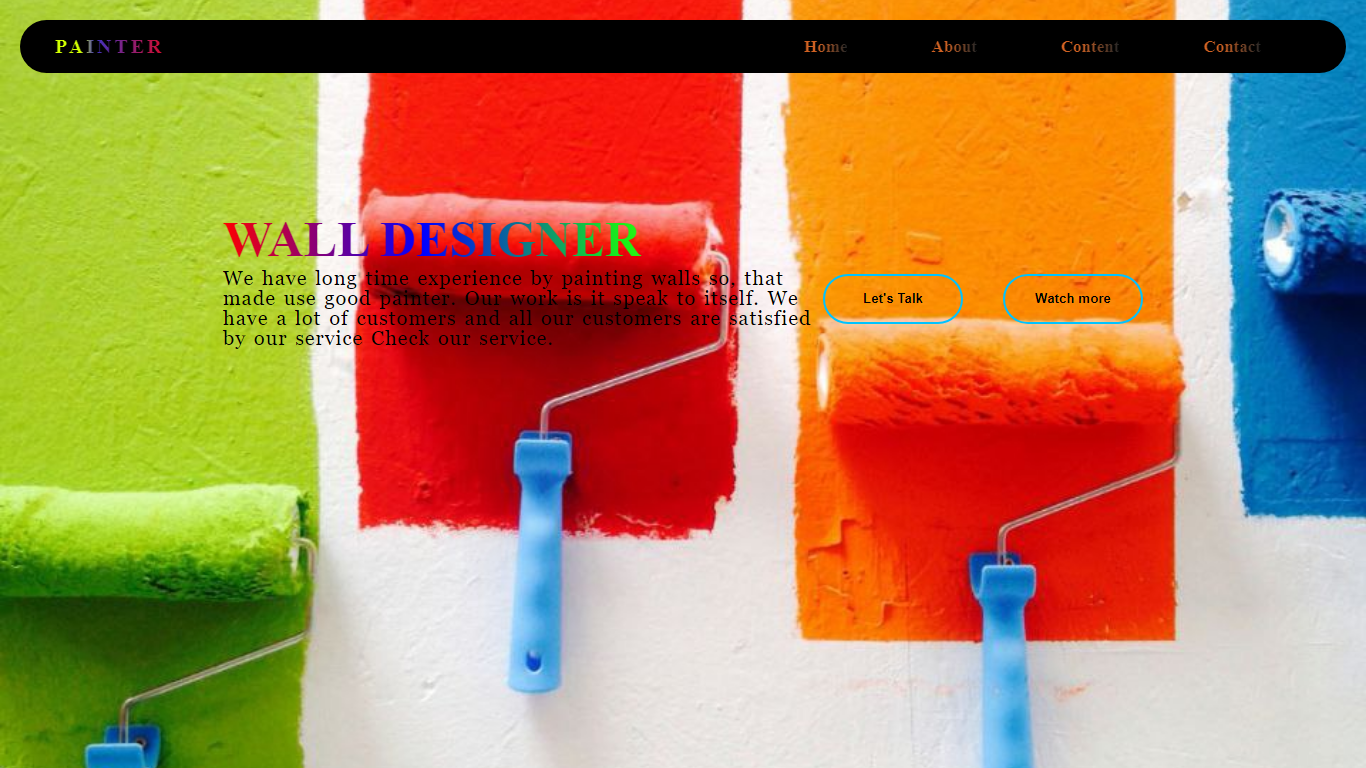 PAINTER
Home About Content Contact
WALL DESIGNER
We have long time experience by painting walls so, that
made use good painter. Our work is it speak to itself. We
have a lot of customers and all our customers are satisfied
by our service Check our service.
Let's Talk
Watch more